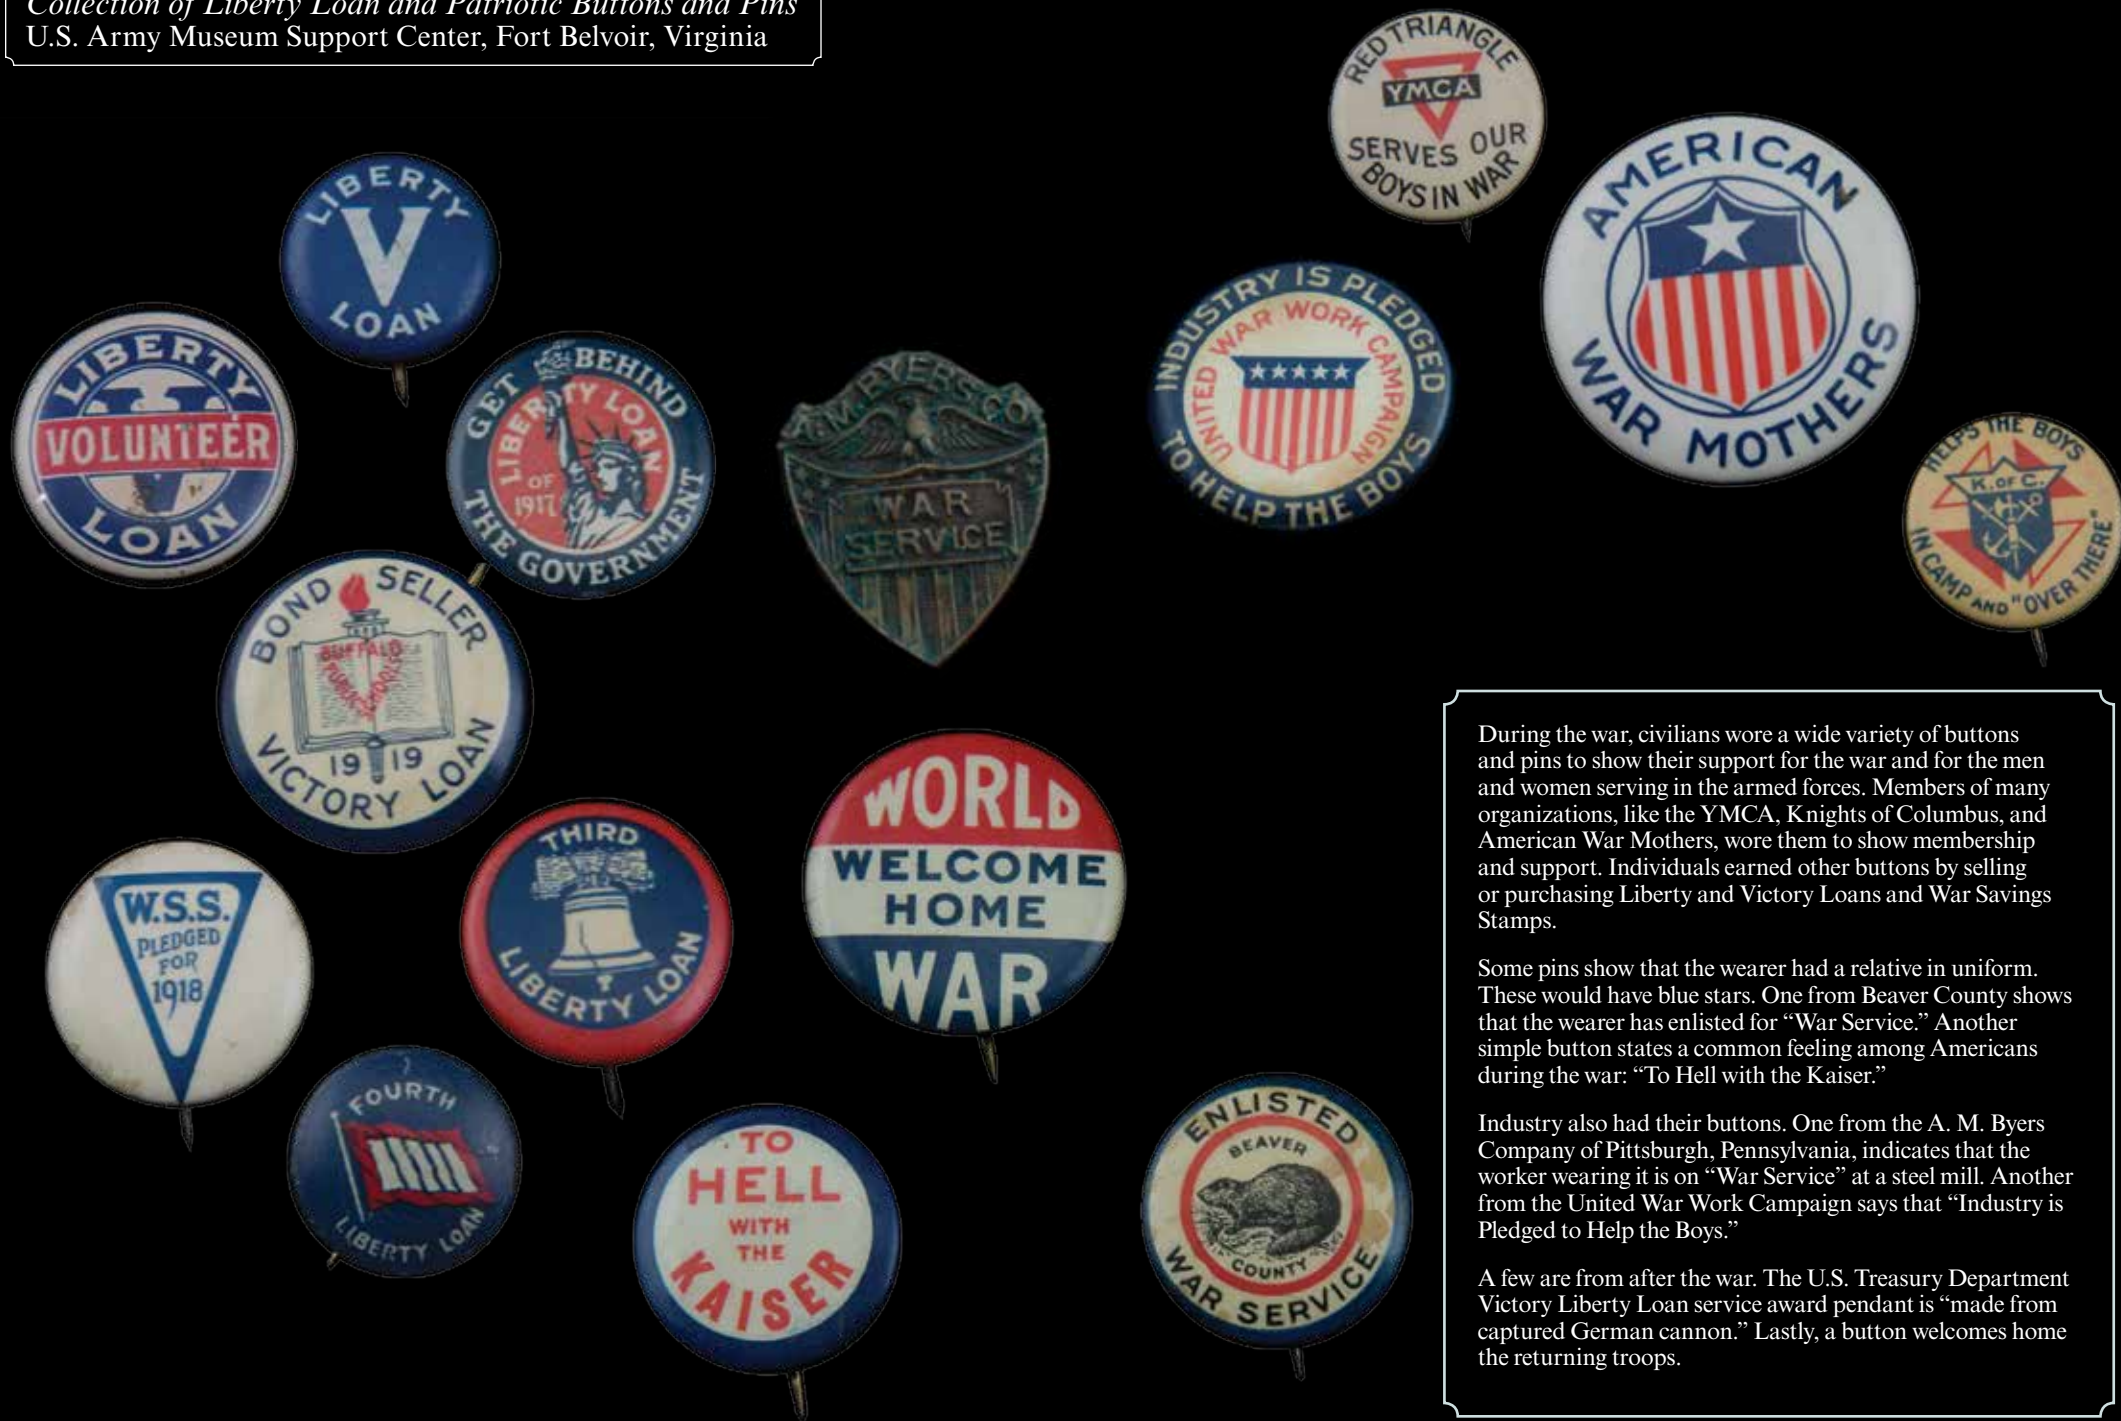 Collection of Liberty Loan and Patriotic Buttons and Pins
U.S. Army Museum Support Center, Fort Belvoir, Virginia
RED TRIANGLE
YMCA
SERVES OUR
BOYS IN WAR
AMERICAN
WAR MOTHERS
LIBERTY
V
LOAN
INDUSTRY IS PLEDGED
TO HELP THE BOYS
UNITED WAR WORK CAMPAIGN
LIBERTY
VOLUNTEER
LOAN
GET BEHIND
THE GOVERNMENT
LIBERTY LOAN
OF
1917
A.M. BYERS CO
WAR
SERVICE
HELPS THE BOYS
K. OF C.
IN CAMP AND "OVER THERE"
BOND SELLER
BUFFALO
PUBLIC SCHOOLS
1919
VICTORY LOAN
WORLD
WELCOME
HOME
WAR
THIRD
LIBERTY LOAN
W.S.S.
PLEDGED
FOR
1918
FOURTH
LIBERTY LOAN
TO
HELL
WITH
THE
KAISER
ENLISTED
BEAVER
COUNTY
WAR SERVICE
During the war, civilians wore a wide variety of buttons
and pins to show their support for the war and for the men
and women serving in the armed forces. Members of many
organizations, like the YMCA, Knights of Columbus, and
American War Mothers, wore them to show membership
and support. Individuals earned other buttons by selling
or purchasing Liberty and Victory Loans and War Savings
Stamps.
Some pins show that the wearer had a relative in uniform.
These would have blue stars. One from Beaver County shows
that the wearer has enlisted for “War Service.” Another
simple button states a common feeling among Americans
during the war: “To Hell with the Kaiser.”
Industry also had their buttons. One from the A. M. Byers
Company of Pittsburgh, Pennsylvania, indicates that the
worker wearing it is on “War Service” at a steel mill. Another
from the United War Work Campaign says that “Industry is
Pledged to Help the Boys.”
A few are from after the war. The U.S. Treasury Department
Victory Liberty Loan service award pendant is “made from
captured German cannon.” Lastly, a button welcomes home
the returning troops.